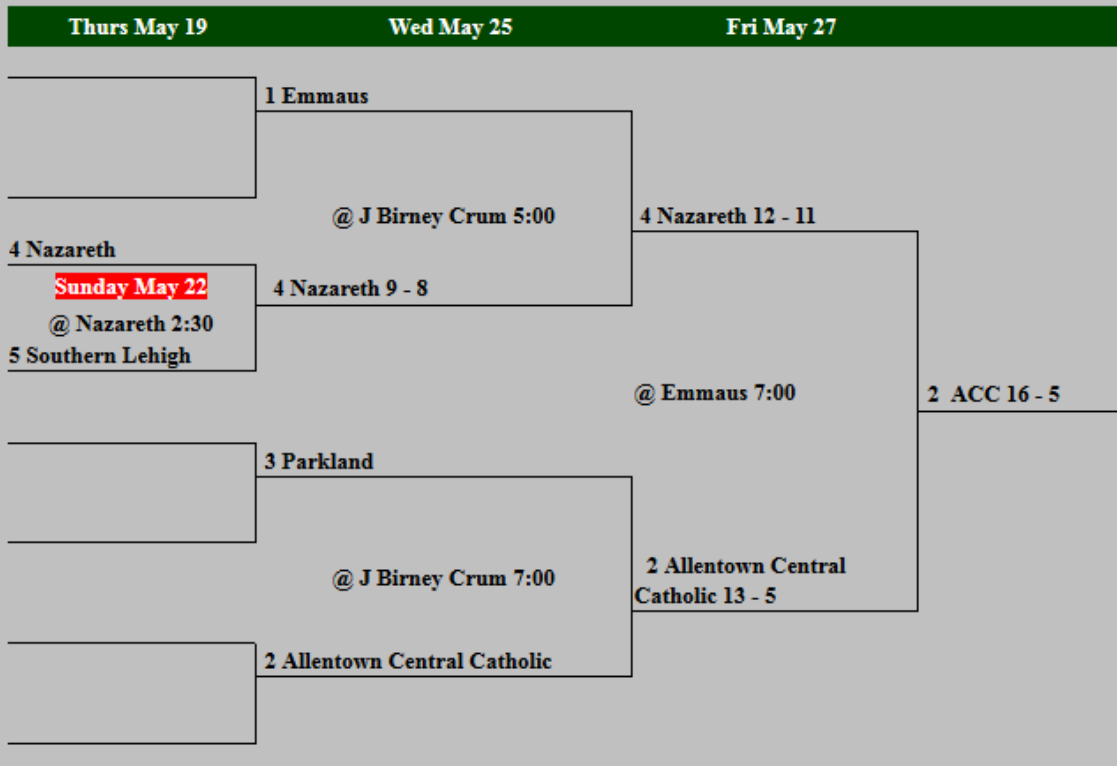 Thurs May 19
Wed May 25
Fri May 27
1 Emmaus
@ J Birney Crum 5:00
4 Nazareth 12 - 11
4 Nazareth
Sunday May 22
4 Nazareth 9 - 8
@ Nazareth 2:30
5 Southern Lehigh
@ Emmaus 7:00
2 ACC 16 - 5
3 Parkland
@ J Birney Crum 7:00
2 Allentown Central
Catholic 13 - 5
2 Allentown Central Catholic